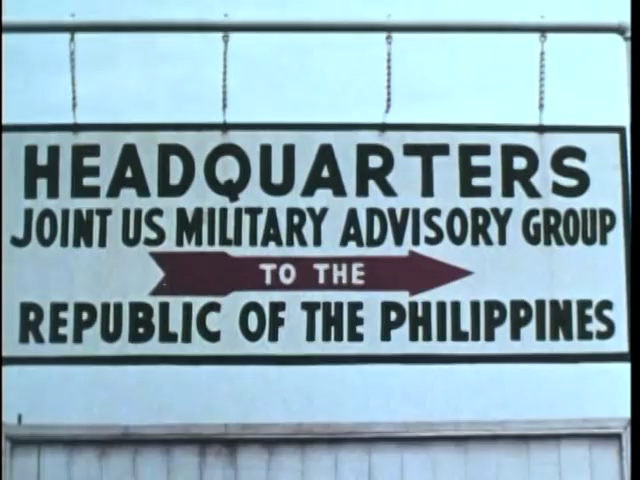 HEADQUARTERS
JOINT US MILITARY ADVISORY GROUP
TO THE
REPUBLIC OF THE PHILIPPINES